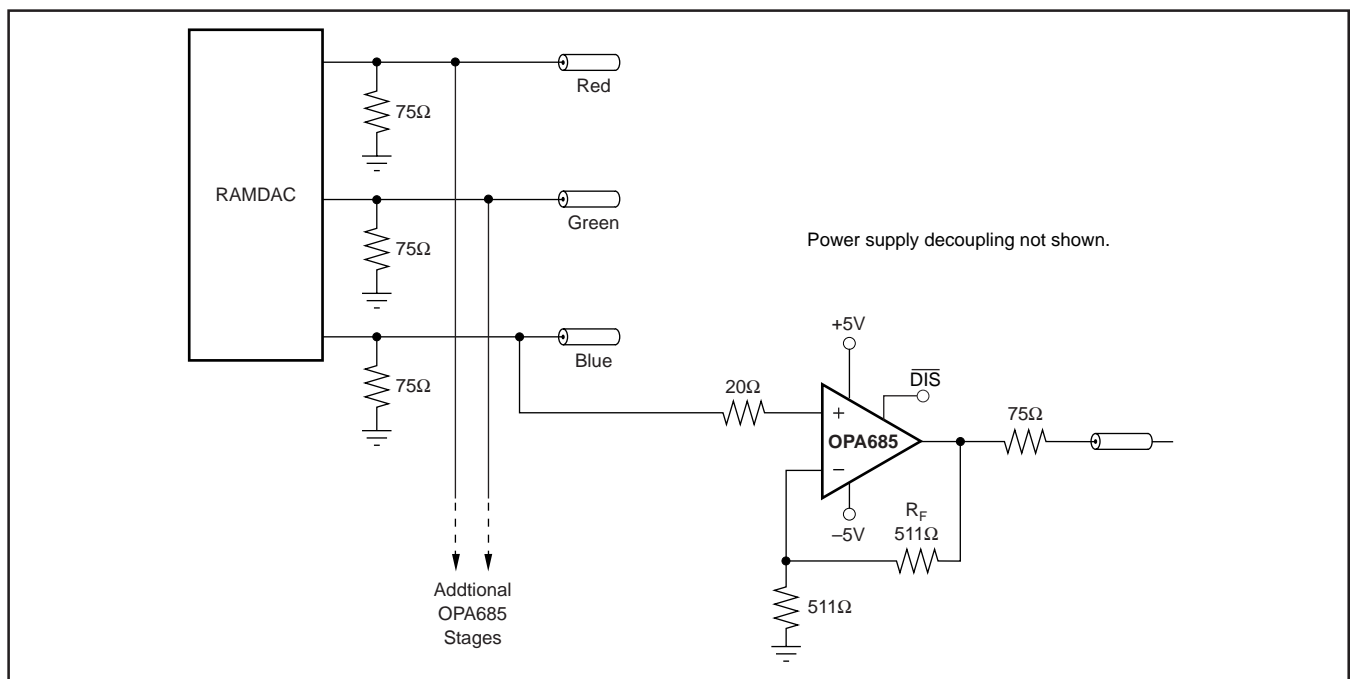 Red
75Ω
RAMDAC
Green
75Ω
Power supply decoupling not shown.
Blue
75Ω
+5V
DIS
20Ω
75Ω
+
OPA685
–
–5V
RF
511Ω
511Ω
Addtional
OPA685
Stages